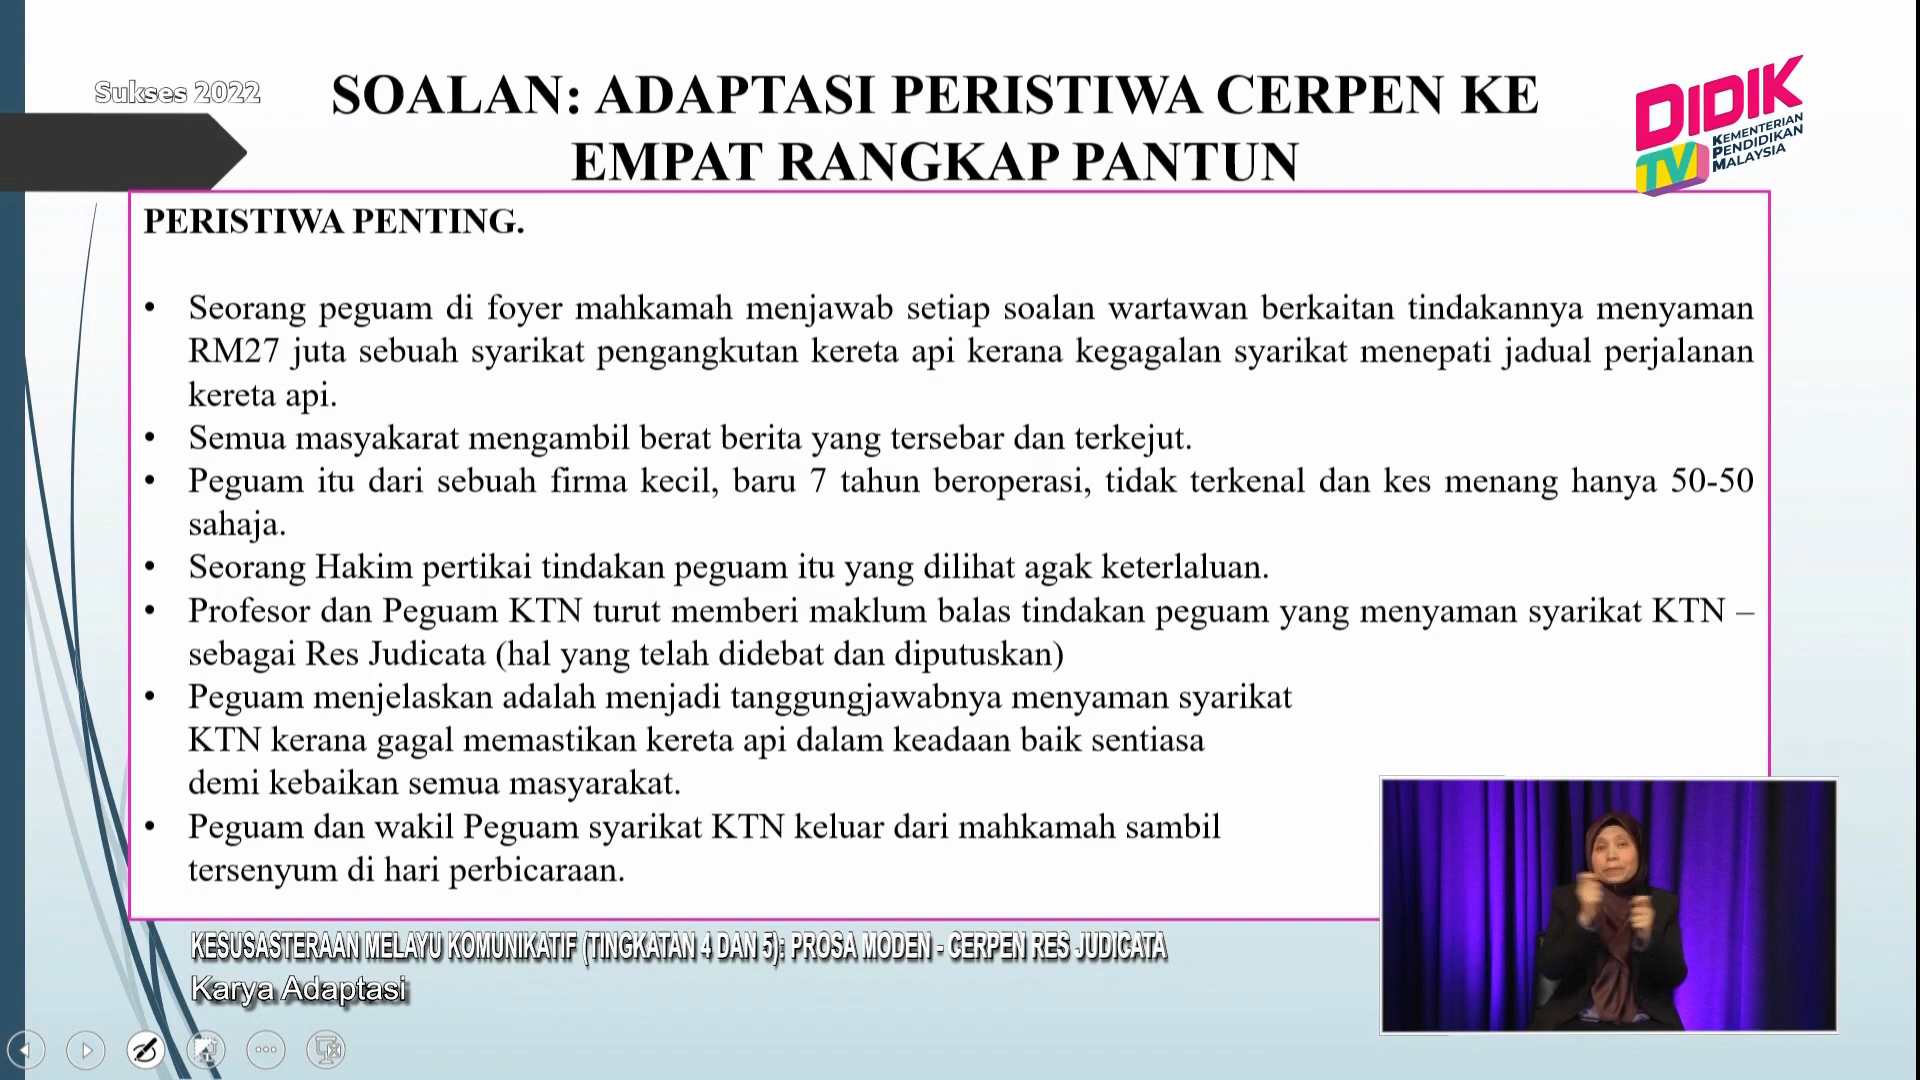 Sukses 2022
SOALAN: ADAPTASI PERISTIWA CERPEN KE
EMPAT RANGKAP PANTUN
DIDIK
TV
KEMENTERIAN
PENDIDIKAN
MALAYSIA
PERISTIWA PENTING.
• Seorang peguam di foyer mahkamah menjawab setiap soalan wartawan berkaitan tindakannya menyaman
RM27 juta sebuah syarikat pengangkutan kereta api kerana kegagalan syarikat menepati jadual perjalanan
kereta api.
• Semua masyakarat mengambil berat berita yang tersebar dan terkejut.
• Peguam itu dari sebuah firma kecil, baru 7 tahun beroperasi, tidak terkenal dan kes menang hanya 50-50
sahaja.
• Seorang Hakim pertikai tindakan peguam itu yang dilihat agak keterlaluan.
• Profesor dan Peguam KTN turut memberi maklum balas tindakan peguam yang menyaman syarikat KTN –
sebagai Res Judicata (hal yang telah didebat dan diputuskan)
• Peguam menjelaskan adalah menjadi tanggungjawabnya menyaman syarikat
KTN kerana gagal memastikan kereta api dalam keadaan baik sentiasa
demi kebaikan semua masyarakat.
• Peguam dan wakil Peguam syarikat KTN keluar dari mahkamah sambil
tersenyum di hari perbicaraan.
KESUSASTERAAN MELAYU KOMUNIKATIF (TINGKATAN 4 DAN 5): PROSA MODEN - CERPEN RES JUDICATA
Karya Adaptasi